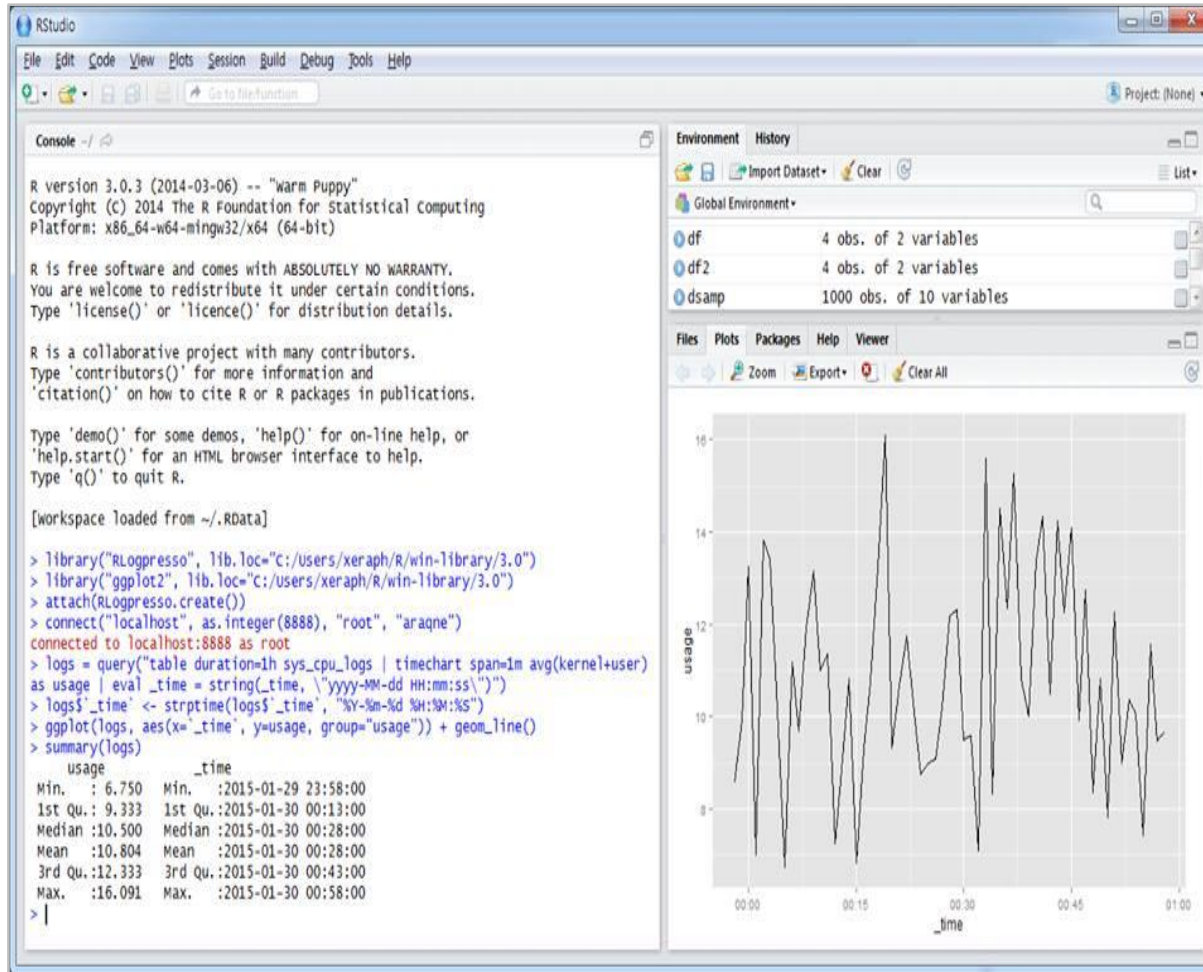 RStudio
File Edit Code View Plots Session Build Debug Tools Help
Go to file/function
Project: (None)
Console ~/
R version 3.0.3 (2014-03-06) -- "Warm Puppy"
Copyright (C) 2014 The R Foundation for Statistical Computing
Platform: x86_64-w64-mingw32/x64 (64-bit)
R is free software and comes with ABSOLUTELY NO WARRANTY.
You are welcome to redistribute it under certain conditions.
Type 'license()' or 'licence()' for distribution details.
R is a collaborative project with many contributors.
Type 'contributors()' for more information and
'citation()' on how to cite R or R packages in publications.
Type 'demo()' for some demos, 'help()' for on-line help, or
'help.start()' for an HTML browser interface to help.
Type 'q()' to quit R.
[Workspace loaded from ~/.RData]
> library("RLogpresso", lib.loc="C:/Users/xeraph/R/win-library/3.0")
> library("ggplot2", lib.loc="C:/Users/xeraph/R/win-library/3.0")
> attach(RLogpresso.create())
> connect("localhost", as.integer(8888), "root", "araqne")
connected to localhost:8888 as root
> logs = query("table duration=1h sys_cpu_logs | timechart span=1m avg(kernel+user)
as usage | eval _time = string(_time, \"yyyy-MM-dd HH:mm:ss\")")
> logs$`_time` <- strptime(logs$`_time`, "%Y-%m-%d %H:%M:%S")
> ggplot(logs, aes(x=`_time`, y=usage, group="usage")) + geom_line()
> summary(logs)
usage _time
Min. : 6.750 Min. :2015-01-29 23:58:00
1st Qu.: 9.333 1st Qu.:2015-01-30 00:13:00
Median :10.500 Median :2015-01-30 00:28:00
Mean :10.804 Mean :2015-01-30 00:28:00
3rd Qu.:12.333 3rd Qu.:2015-01-30 00:43:00
Max. :16.091 Max. :2015-01-30 00:58:00
>
Environment History
Import Dataset Clear List
Global Environment
df 4 obs. of 2 variables
df2 4 obs. of 2 variables
dsamp 1000 obs. of 10 variables
Files Plots Packages Help Viewer
Zoom Export Clear All
16
14
12
10
8
usage
00:00 00:15 00:30 00:45 01:00
_time